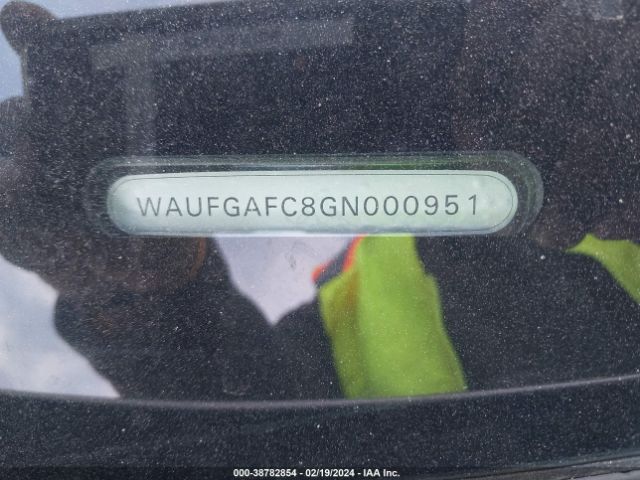 WAUFGAFC8GN000951
000-38782854 - 02/19/2024 - IAA Inc.